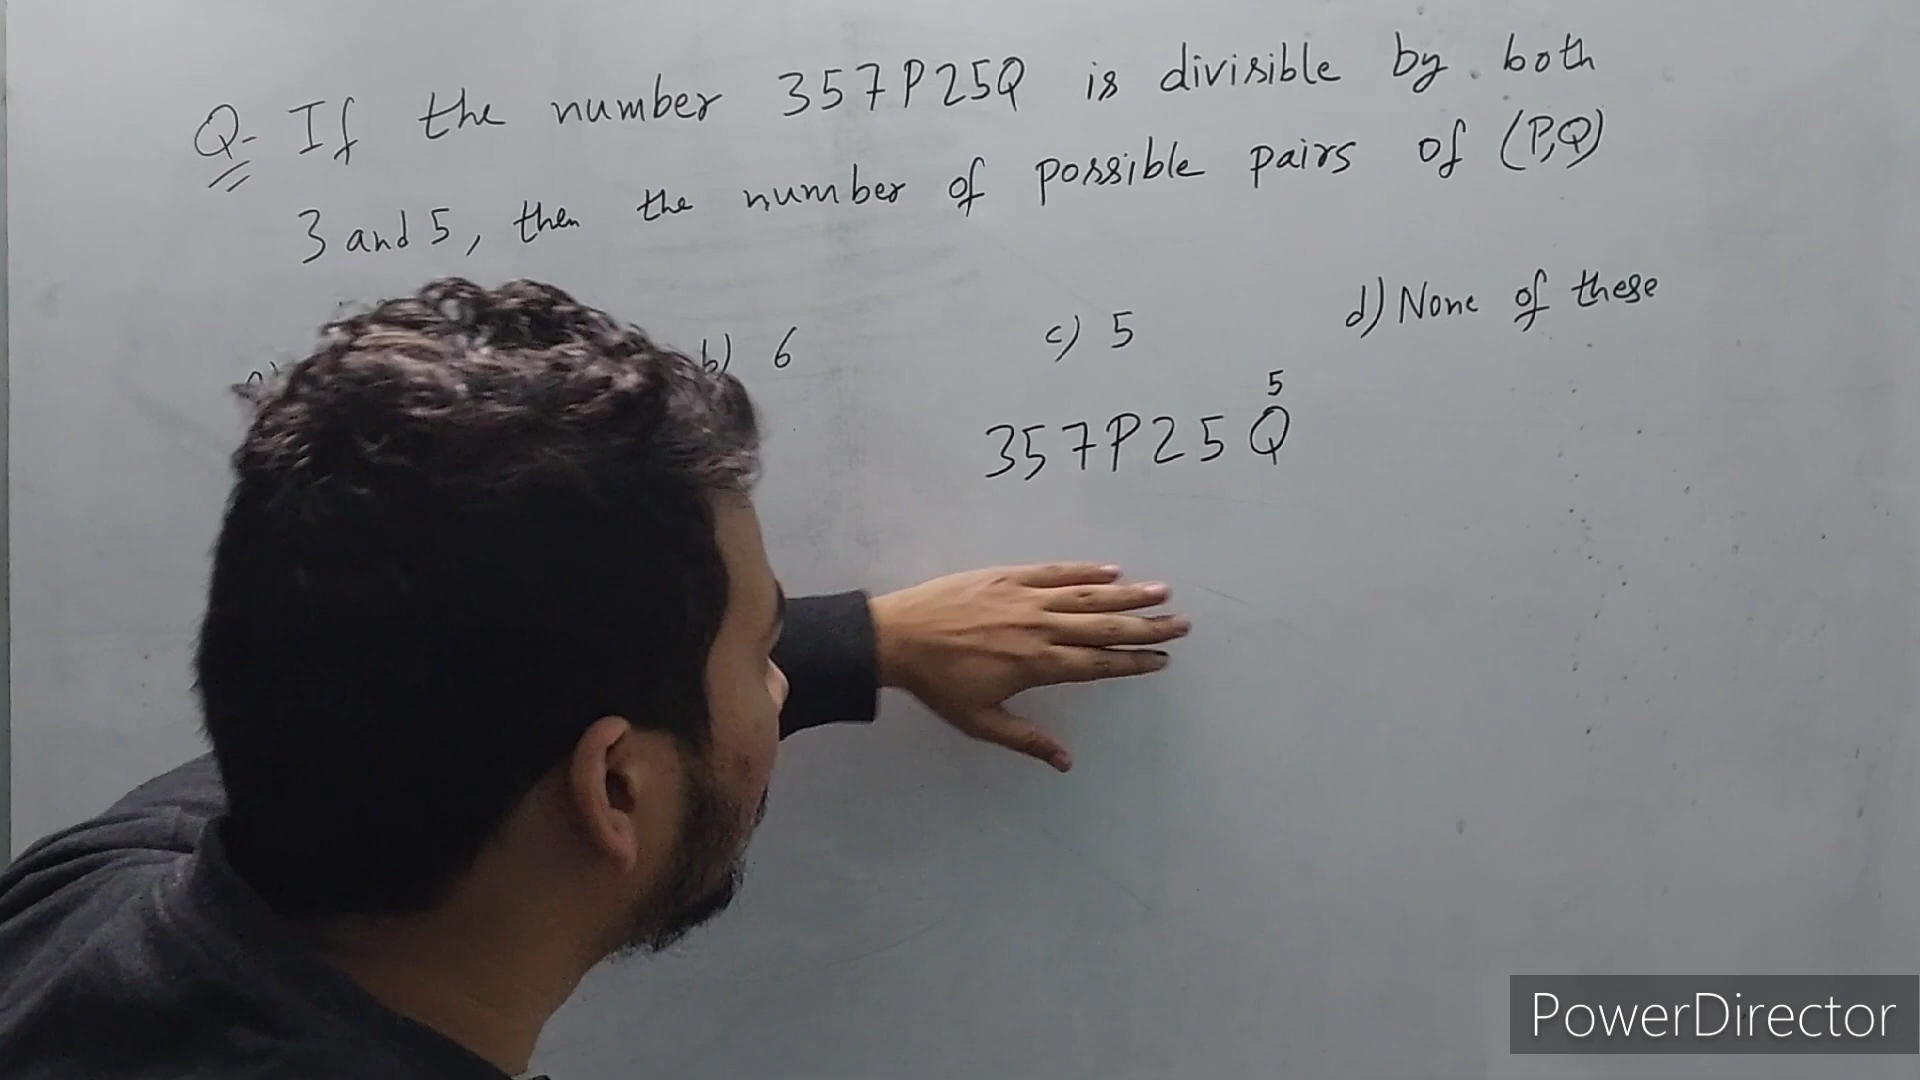 Q- If the number 357P25Q is divisible by both
3 and 5, then the number of possible pairs of (P,Q)
b) 6 c) 5 d) None of these
5
357P25Q
PowerDirector